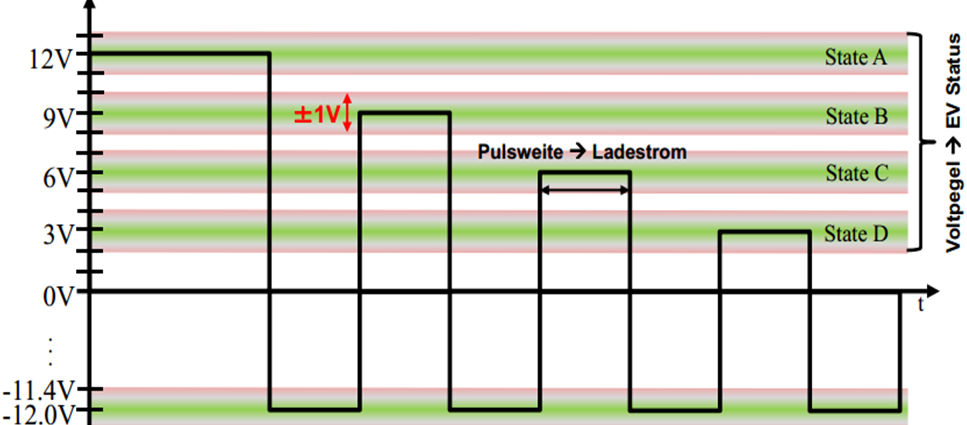 12V
State A
±1V
9V
State B
Pulsweite → Ladestrom
6V
State C
3V
State D
Voltpegel → EV Status
0V
t
-11.4V
-12.0V